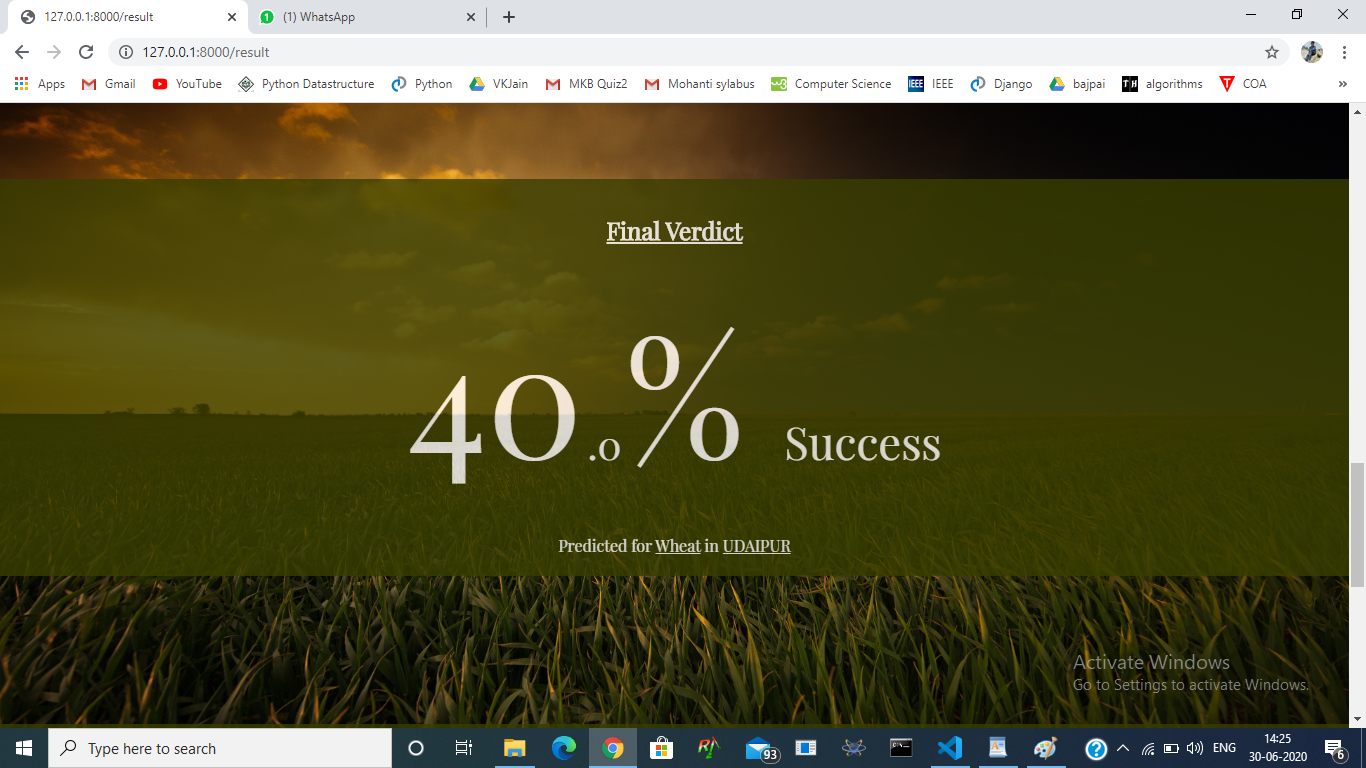 127.0.0.1:8000/result
(1) WhatsApp
127.0.0.1:8000/result
Apps Gmail YouTube Python Datastructure Python VKJain MKB Quiz2 Mohanti sylabus Computer Science IEEE IEEE Django bajpai algorithms COA »
Final Verdict
40.0% Success
Predicted for Wheat in UDAIPUR
Activate Windows
Go to Settings to activate Windows.
Type here to search
93
ENG
14:25
30-06-2020
6